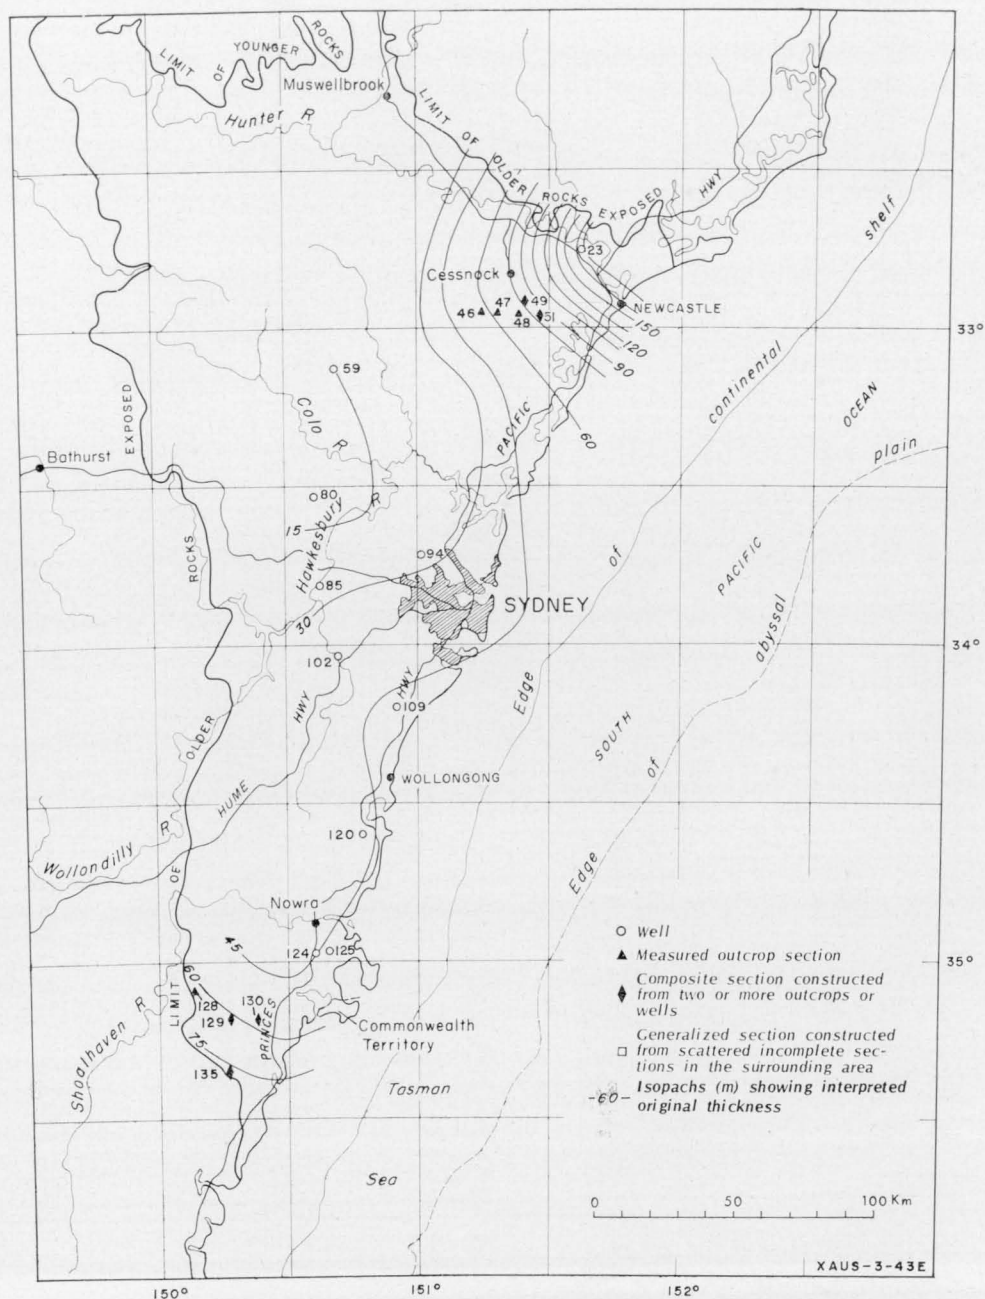 LIMIT OF YOUNGER ROCKS
Muswellbrook
Hunter R
LIMIT OF OLDER ROCKS EXPOSED
HWY
23
Cessnock
NEWCASTLE
46
47
49
48
51
33°
150
120
90
60
59
Colo R
PACIFIC
continental shelf
OCEAN
plain
EXPOSED
Bathurst
80
15
Hawkesbury R
94
ROCKS
85
SYDNEY
of
PACIFIC
abyssal
30
34°
102
HWY
HWY
109
Edge
SOUTH
of
OLDER
WOLLONGONG
HUME
120
Edge
Wollondilly R
OF
Nowra
45
124
125
35°
LIMIT
60
128
129
130
PRINCES
Commonwealth
Territory
75
135
Shoalhaven R
Tasman
Sea
Well
Measured outcrop section
Composite section constructed
from two or more outcrops or
wells
Generalized section constructed
from scattered incomplete sec-
tions in the surrounding area
-60- Isopachs (m) showing interpreted
original thickness
0 50 100 Km
XAUS-3-43E
150° 151° 152°